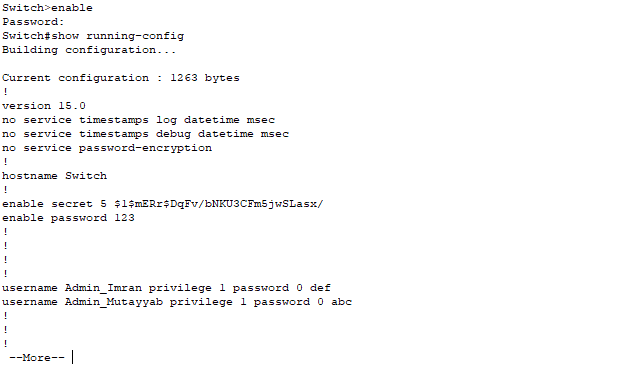 Switch>enable
Password:
Switch#show running-config
Building configuration...
Current configuration : 1263 bytes
!
version 15.0
no service timestamps log datetime msec
no service timestamps debug datetime msec
no service password-encryption
!
hostname Switch
!
enable secret 5 $1$mERr$DqFv/bNKU3CFm5jwSLasx/
enable password 123
!
!
!
!
username Admin_Imran privilege 1 password 0 def
username Admin_Mutayyab privilege 1 password 0 abc
!
!
!
--More--